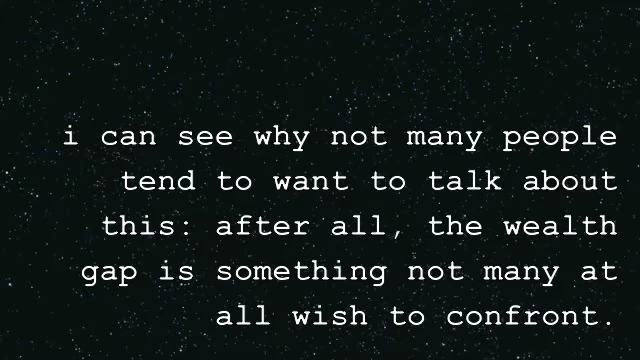 i can see why not many people
tend to want to talk about
this: after all, the wealth
gap is something not many at
all wish to confront.